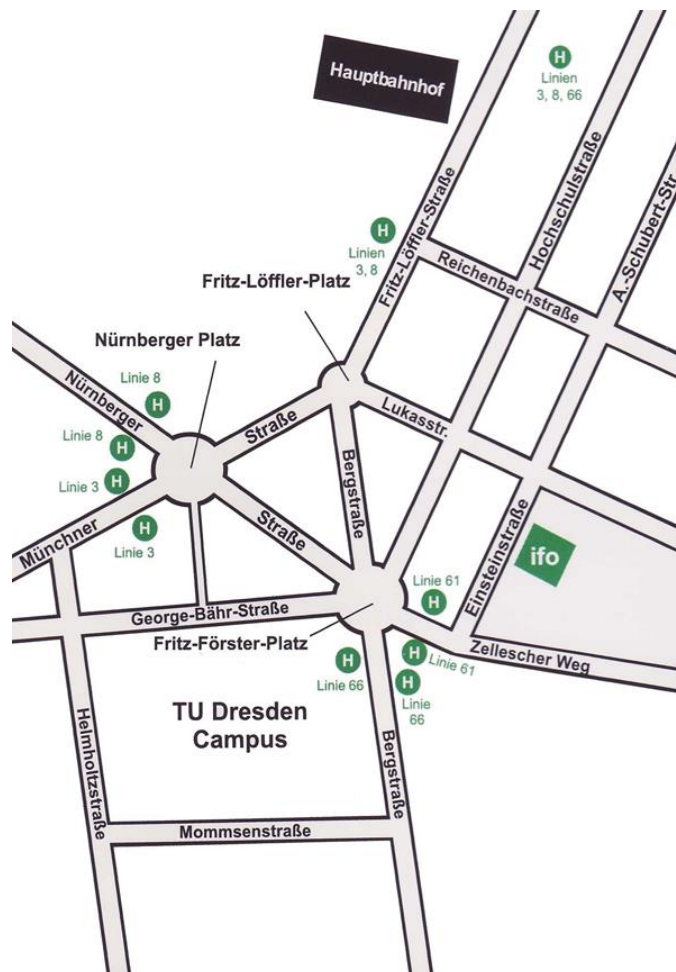 Hauptbahnhof
H
Linien
3, 8, 66
Hochschulstraße
A.-Schubert-Str.
Fritz-Löffler-Straße
H
Linien
3, 8
Reichenbachstraße
Fritz-Löffler-Platz
Nürnberger Platz
Linie 8
H
Nürnberger
Straße
Lukasstr.
Linie 8
H
Linie 3
H
Bergstraße
Straße
Münchner
H
Linie 3
ifo
Einsteinstraße
Linie 61
H
George-Bähr-Straße
Fritz-Förster-Platz
Zellescher Weg
H
Linie 61
H
Linie 66
H
Linie
66
TU Dresden
Campus
Helmholtzstraße
Bergstraße
Mommsenstraße